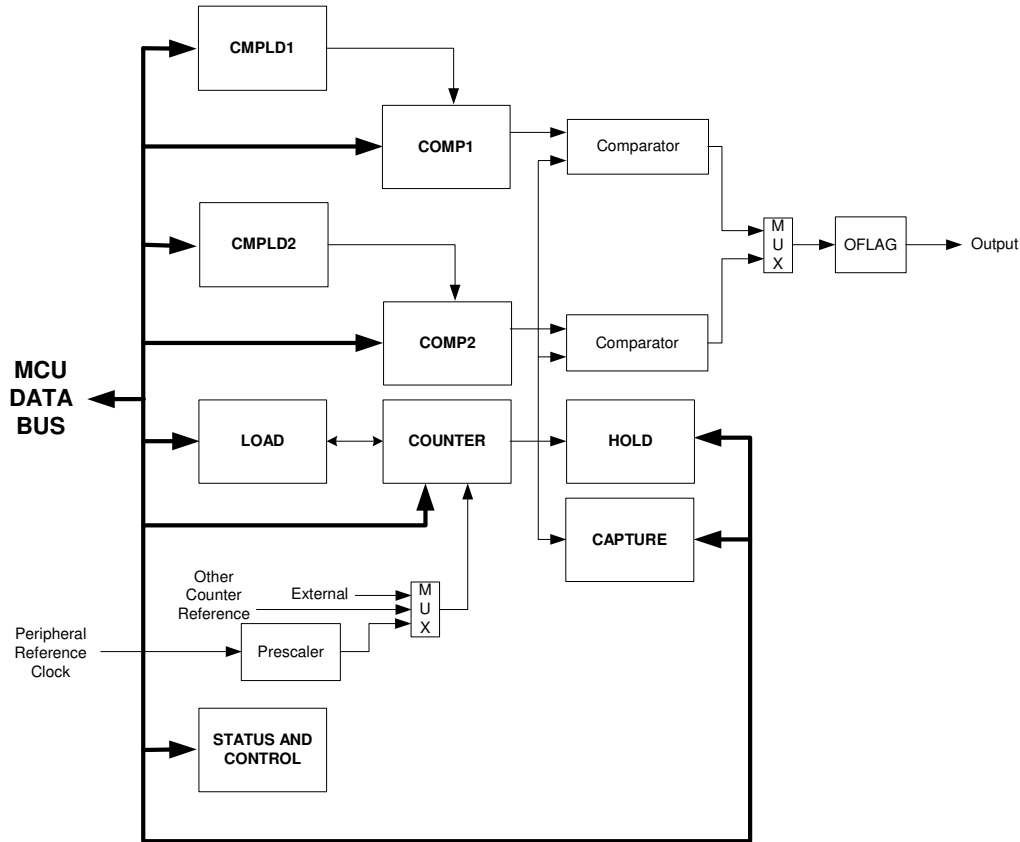 CMPLD1
COMP1
Comparator
CMPLD2
M
U
X
OFLAG
Output
COMP2
Comparator
MCU
DATA
BUS
LOAD
COUNTER
HOLD
CAPTURE
Other
Counter
Reference
External
M
U
X
Peripheral
Reference
Clock
Prescaler
STATUS AND
CONTROL